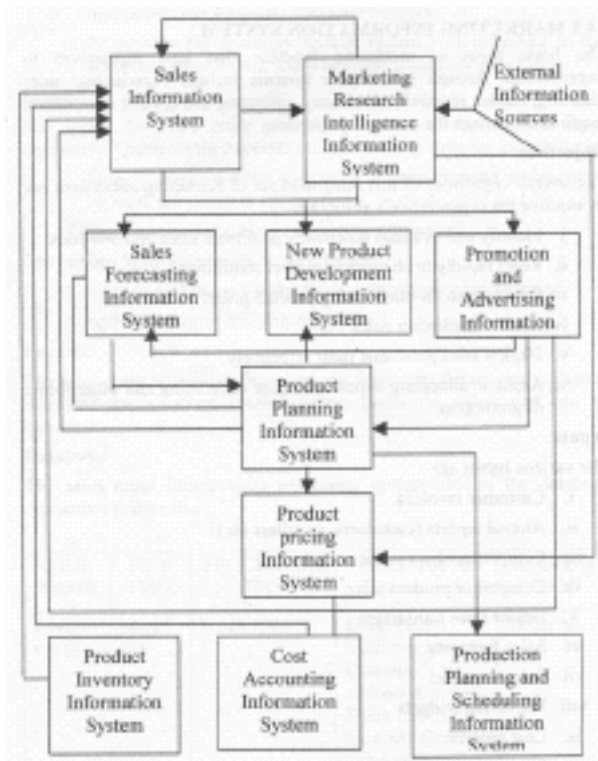 Sales
Information
System
Marketing
Research
Intelligence
Information
System
External
Information
Sources
Sales
Forecasting
Information
System
New Product
Development
Information
System
Promotion
and
Advertising
Information
Product
Planning
Information
System
Product
pricing
Information
System
Product
Inventory
Information
System
Cost
Accounting
Information
System
Production
Planning and
Scheduling
Information
System